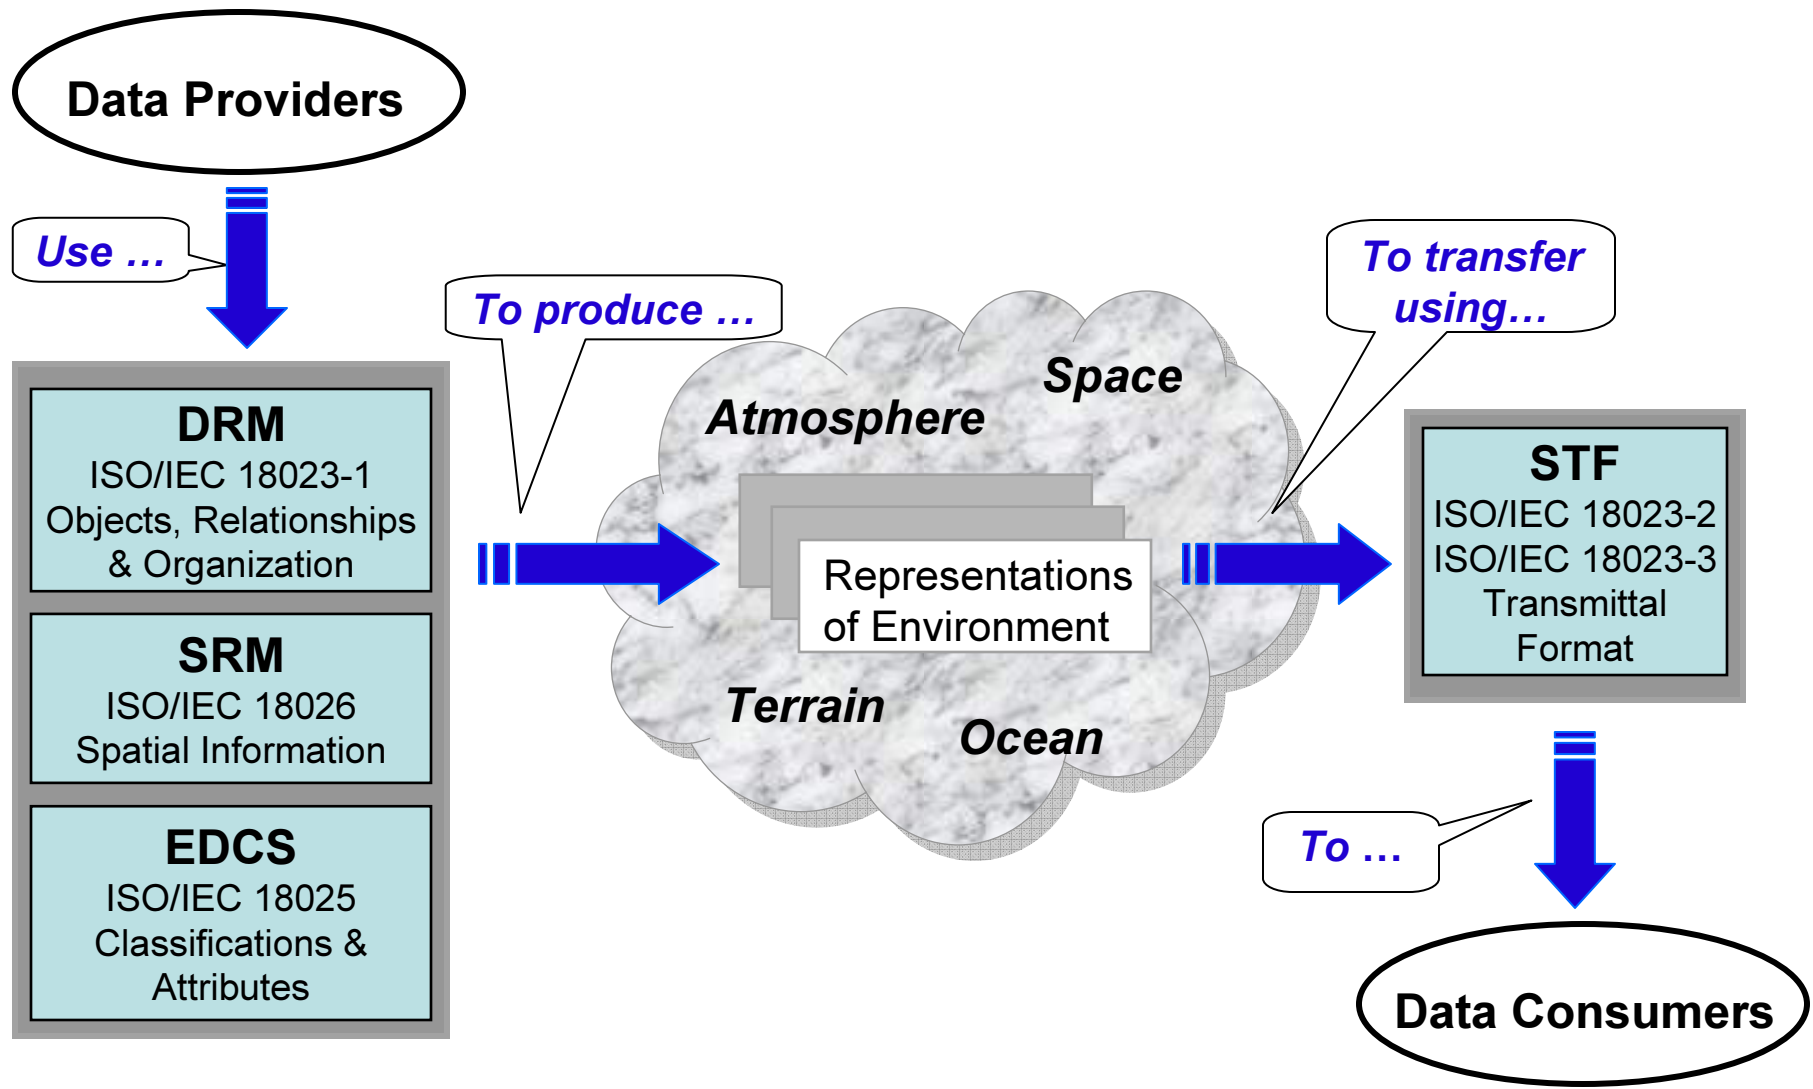 Data Providers
Use …
DRM
ISO/IEC 18023-1
Objects, Relationships
& Organization
SRM
ISO/IEC 18026
Spatial Information
EDCS
ISO/IEC 18025
Classifications &
Attributes
To produce …
Atmosphere
Space
Representations
of Environment
Terrain
Ocean
To transfer
using…
STF
ISO/IEC 18023-2
ISO/IEC 18023-3
Transmittal
Format
To …
Data Consumers